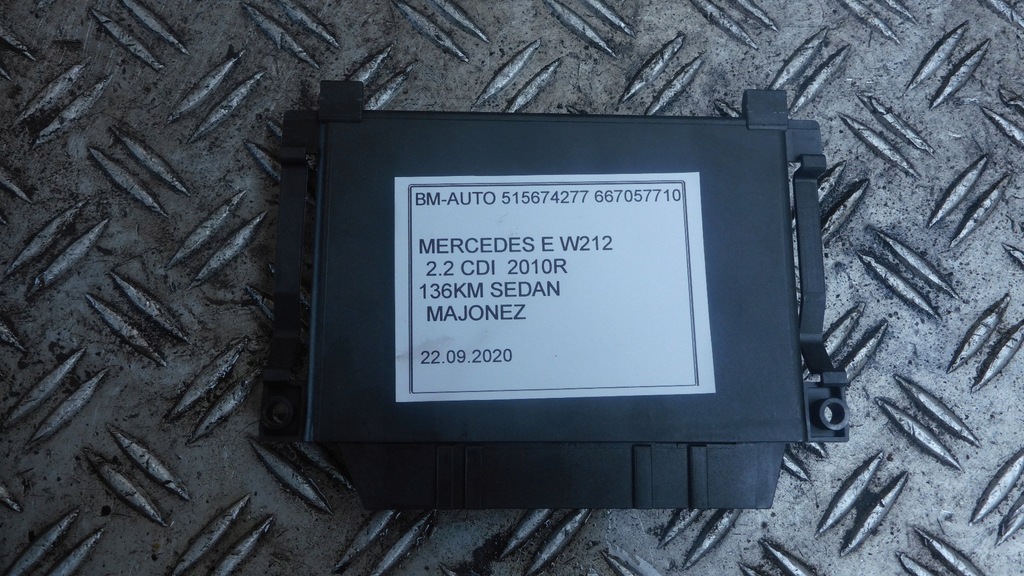 BM-AUTO 515674277 667057710
MERCEDES E W212
2.2 CDI 2010R
136KM SEDAN
MAJONEZ
22.09.2020